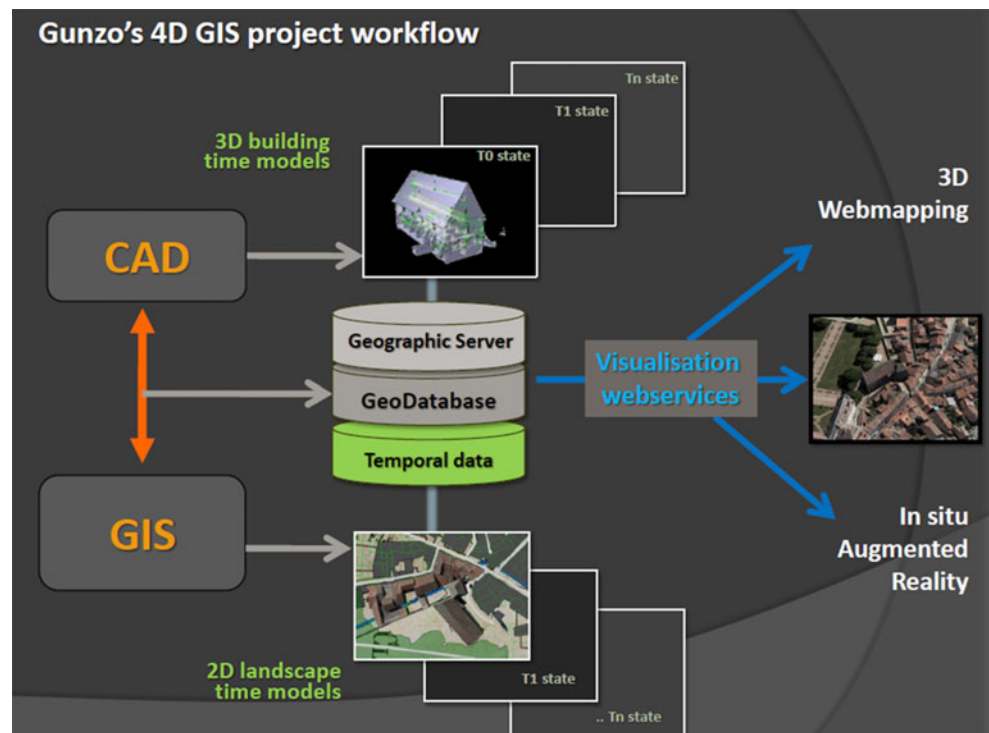 Gunzo's 4D GIS project workflow
Tn state
T1 state
3D building
time models
T0 state
3D
Webmapping
CAD
Geographic Server
Visualisation
webservices
GeoDatabase
Temporal data
GIS
In situ
Augmented
Reality
2D landscape
time models
T1 state
.. Tn state